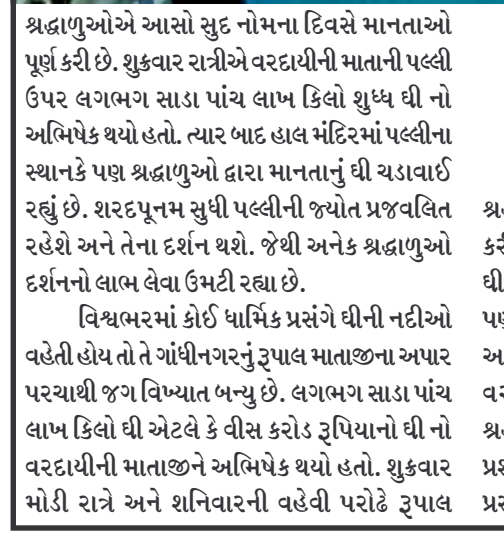 શ્રદ્ધાળુઓએ આસો સુદ નોમના દિવસે માનતાઓ
પૂર્ણ કરી છે. શુક્રવાર રાત્રીએ વરદાયીની માતાની પલ્લી
ઉપર લગભગ સાડા પાંચ લાખ કિલો શુધ્ધ ઘી નો
અભિષેક થયો હતો. ત્યાર બાદ હાલ મંદિરમાં પલ્લીના
સ્થાનકે પણ શ્રદ્ધાળુઓ દ્વારા માનતાનું ઘી ચડાવાઈ
રહ્યું છે. શરદપૂનમ સુધી પલ્લીની જ્યોત પ્રજવલિત
રહેશે અને તેના દર્શન થશે. જેથી અનેક શ્રદ્ધાળુઓ
દર્શનનો લાભ લેવા ઉમટી રહ્યા છે.
વિશ્વભરમાં કોઈ ધાર્મિક પ્રસંગે ઘીની નદીઓ
વહેતી હોય તો તે ગાંધીનગરનું રૂપાલ માતાજીના અપાર
પરચાથી જગ વિખ્યાત બન્યુ છે. લગભગ સાડા પાંચ
લાખ કિલો ઘી એટલે કે વીસ કરોડ રૂપિયાનો ઘી નો
વરદાયીની માતાજીને અભિષેક થયો હતો. શુક્રવાર
મોડી રાત્રે અને શનિવારની વહેવી પરોઢે રૂપાલ